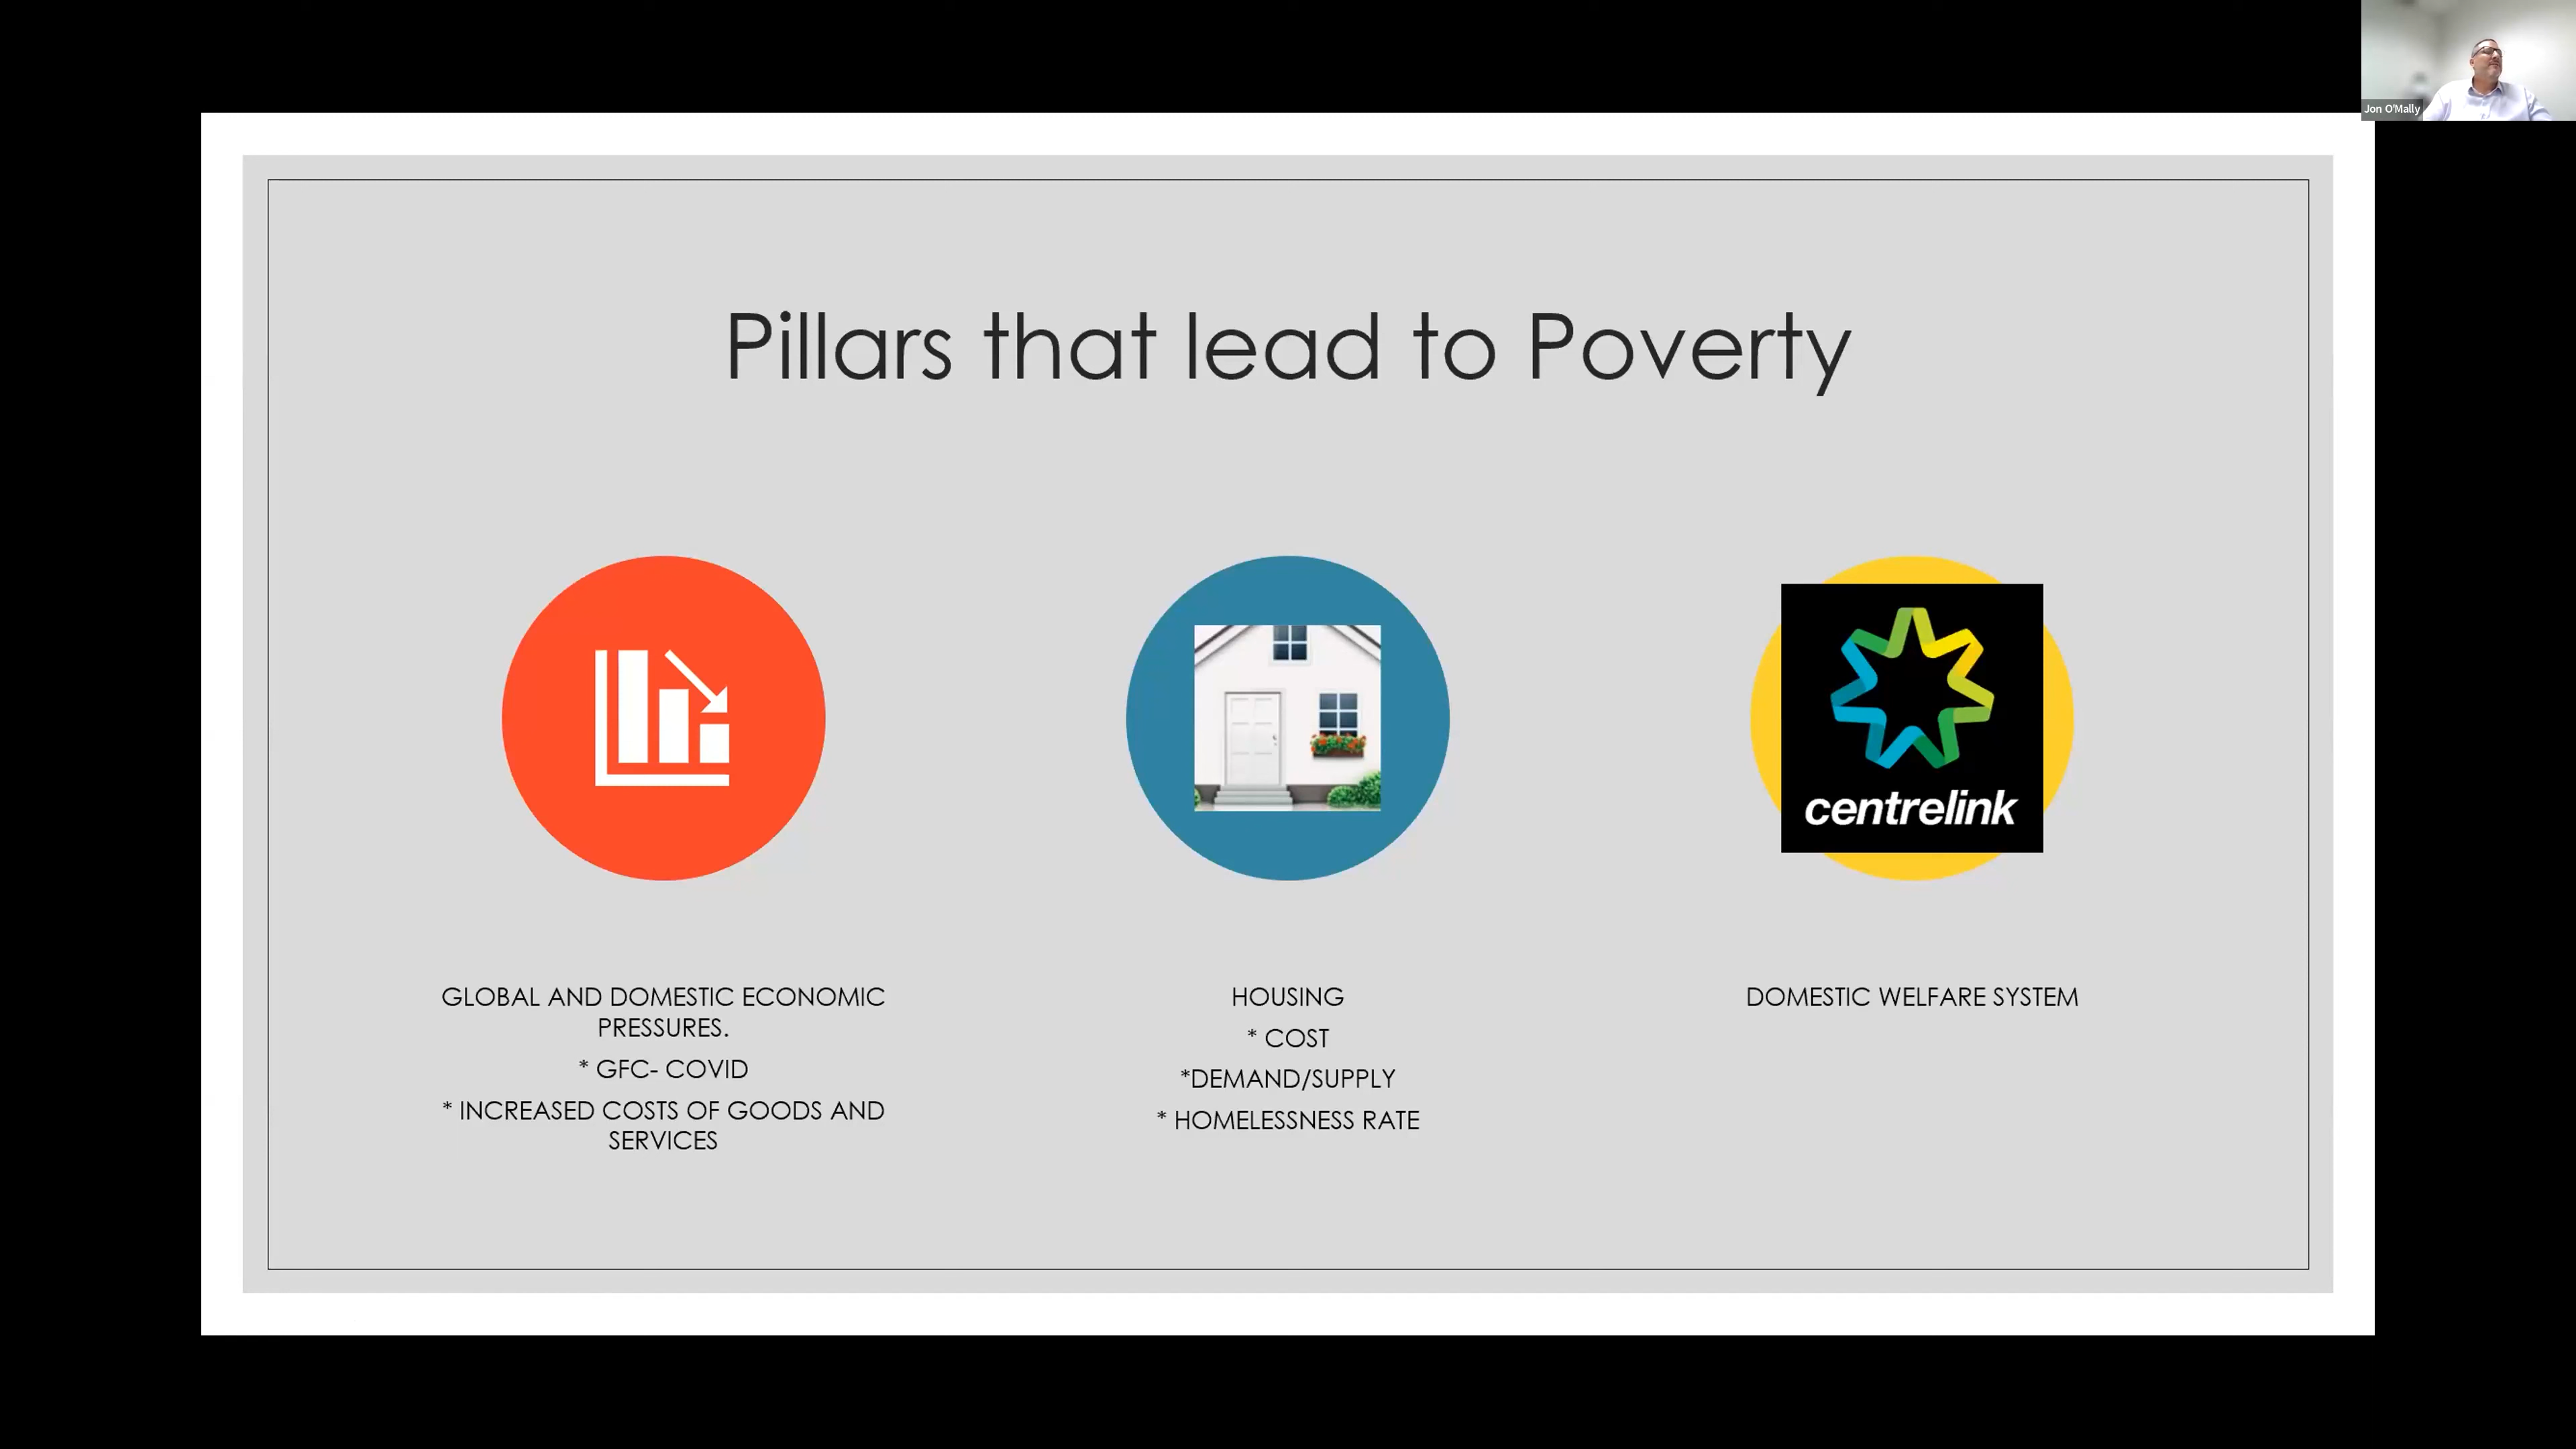 Jon O'Mally
Pillars that lead to Poverty
centrelink
GLOBAL AND DOMESTIC ECONOMIC
PRESSURES.
* GFC- COVID
* INCREASED COSTS OF GOODS AND
SERVICES
HOUSING
* COST
*DEMAND/SUPPLY
* HOMELESSNESS RATE
DOMESTIC WELFARE SYSTEM